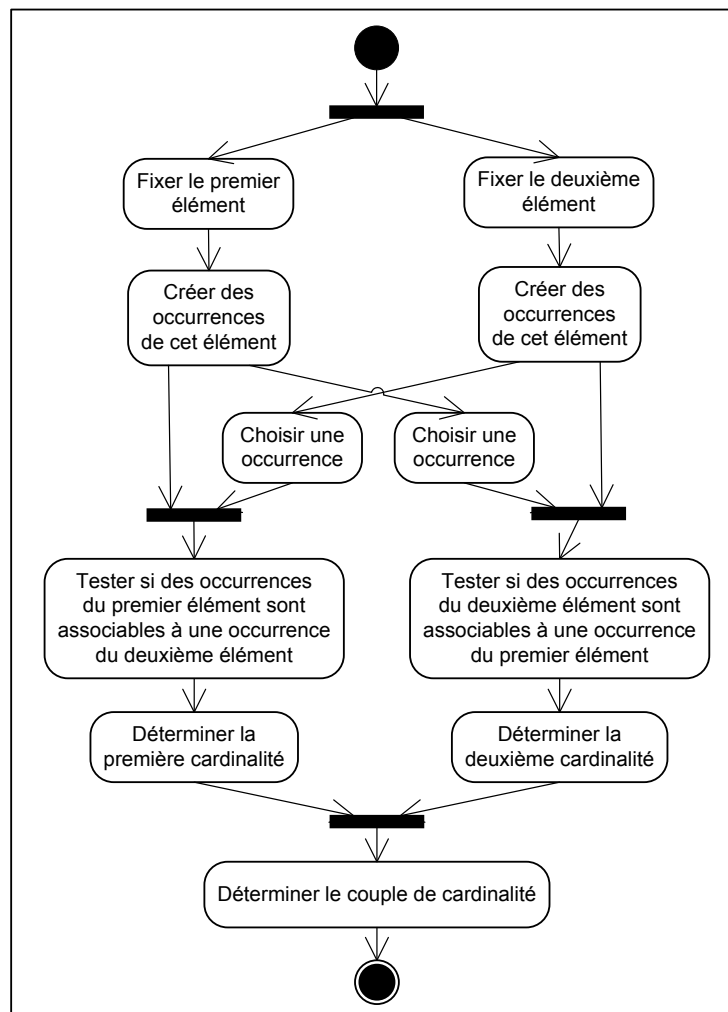 Fixer le premier
élément
Fixer le deuxième
élément
Créer des
occurrences
de cet élément
Créer des
occurrences
de cet élément
Choisir une
occurrence
Choisir une
occurrence
Tester si des occurrences
du premier élément sont
associables à une occurrence
du deuxième élément
Tester si des occurrences
du deuxième élément sont
associables à une occurrence
du premier élément
Déterminer la
première cardinalité
Déterminer la
deuxième cardinalité
Déterminer le couple de cardinalité